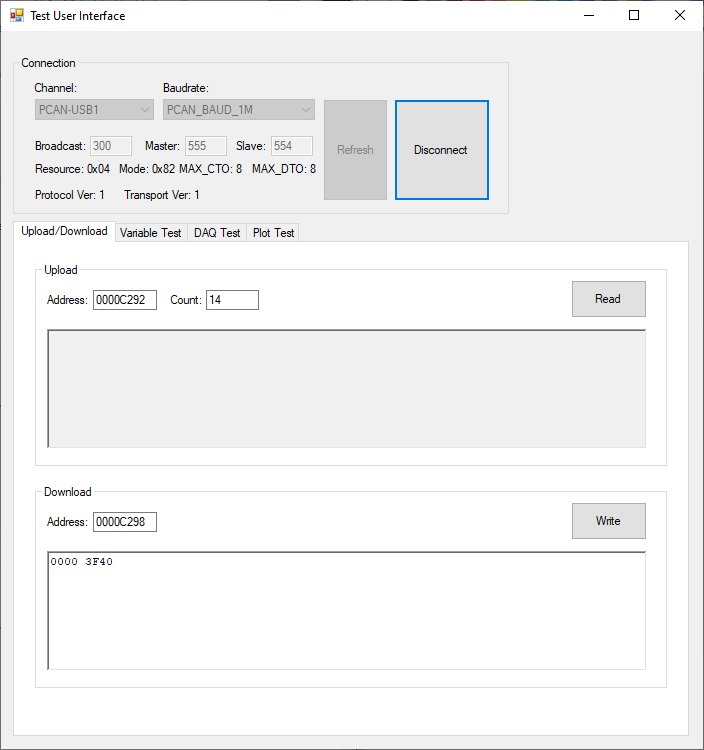 Test User Interface
Connection
Channel: Baudrate:
PCAN-USB1 PCAN_BAUD_1M
Refresh Disconnect
Broadcast: 300 Master: 555 Slave: 554
Resource: 0x04 Mode: 0x82 MAX_CTO: 8 MAX_DTO: 8
Protocol Ver: 1 Transport Ver: 1
Upload/Download Variable Test DAQ Test Plot Test
Upload
Address: 0000C292 Count: 14 Read
Download
Address: 0000C298 Write
0000 3F40